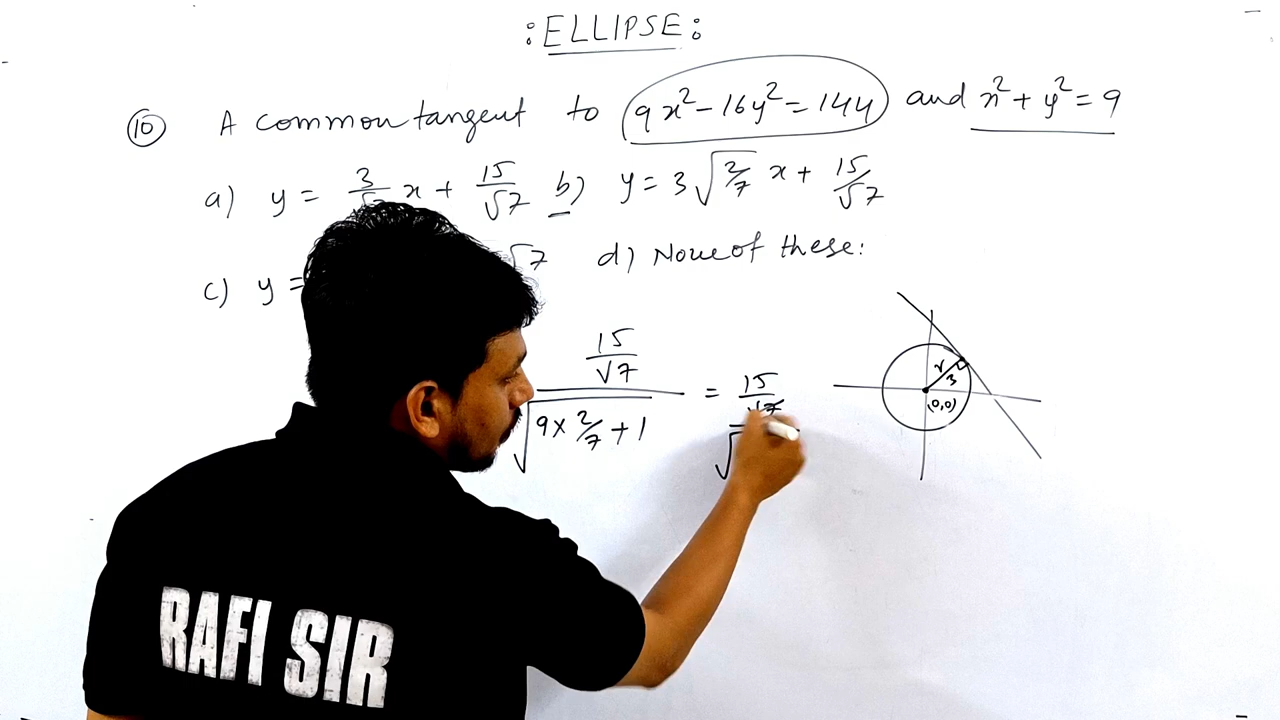 : ELLIPSE :
⑩ A common tangent to 9x² – 16y² = 144 and x² + y² = 9
a) y = 3/ x + 15/√7 b) y = 3√(2/7) x + 15/√7
c) y = √7 d) None of these:
(15/√7) / √(9 × 2/7 + 1) = (15/√7) / √
r
3
(0,0)
RAFI SIR